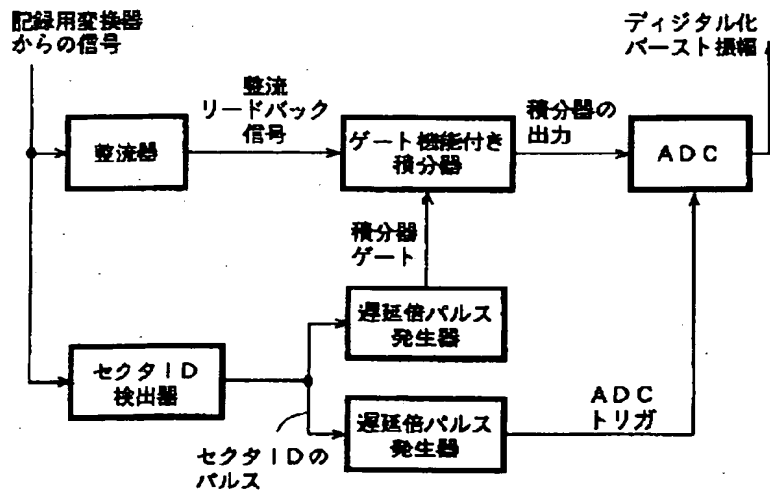 記録用変換器
からの信号
ディジタル化
バースト振幅
整流
リードバック
信号
積分器の
出力
整流器
ゲート機能付き
積分器
ADC
積分器
ゲート
遅延倍パルス
発生器
セクタID
検出器
ADC
トリガ
遅延倍パルス
発生器
セクタIDの
パルス